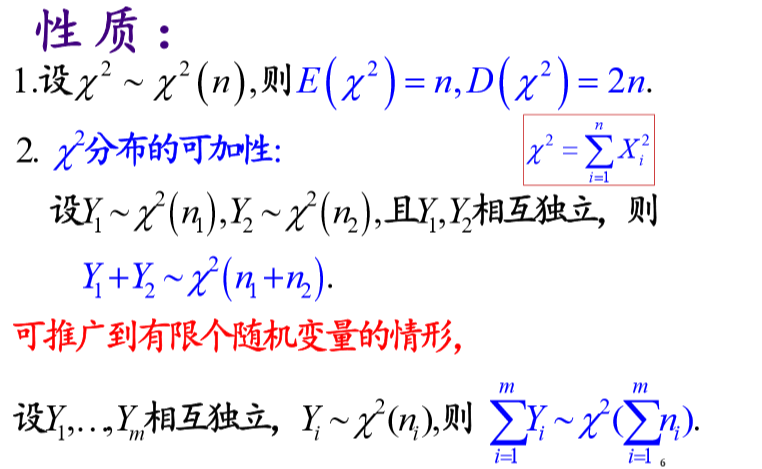 性质：
1.设χ² ~ χ²(n),则E(χ²) = n, D(χ²) = 2n.
2. χ²分布的可加性:
χ² = ∑_{i=1}^{n} X_i²
设Y₁ ~ χ²(n₁), Y₂ ~ χ²(n₂), 且Y₁, Y₂相互独立, 则
Y₁+Y₂ ~ χ²(n₁+n₂).
可推广到有限个随机变量的情形,
设Y₁,…,Y_m相互独立, Y_i ~ χ²(n_i), 则 ∑_{i=1}^{m} Y_i ~ χ²(∑_{i=1}^{m} n_i).
6